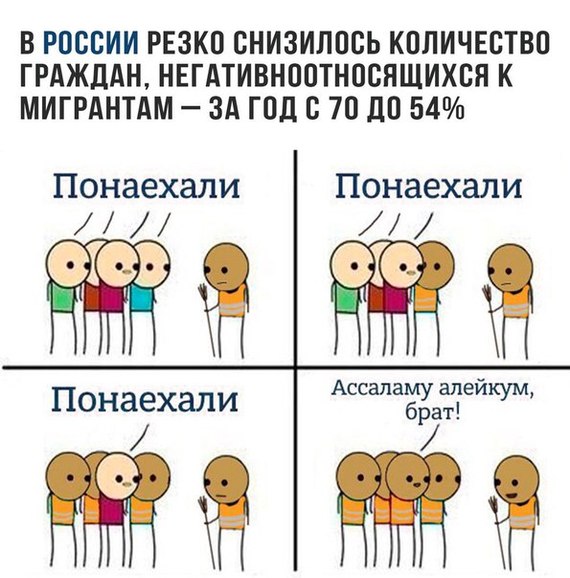 В РОССИИ РЕЗКО СНИЗИЛОСЬ КОЛИЧЕСТВО
ГРАЖДАН, НЕГАТИВНООТНОСЯЩИХСЯ К
МИГРАНТАМ – ЗА ГОД С 70 ДО 54%
Понаехали
Понаехали
Понаехали
Ассаламу алейкум,
брат!